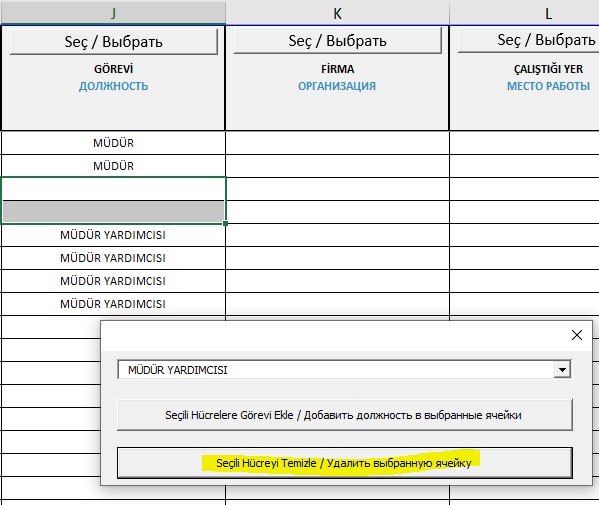 J K L
Seç / Выбрать Seç / Выбрать Seç / Выбрать
GÖREVİ FİRMA ÇALIŞTIĞI YER
ДОЛЖНОСТЬ ОРГАНИЗАЦИЯ МЕСТО РАБОТЫ
MÜDÜR
MÜDÜR
MÜDÜR YARDIMCISI
MÜDÜR YARDIMCISI
MÜDÜR YARDIMCISI
MÜDÜR YARDIMCISI
MÜDÜR YARDIMCISI
Seçili Hücrelere Görevi Ekle / Добавить должность в выбранные ячейки
Seçili Hücreyi Temizle / Удалить выбранную ячейку